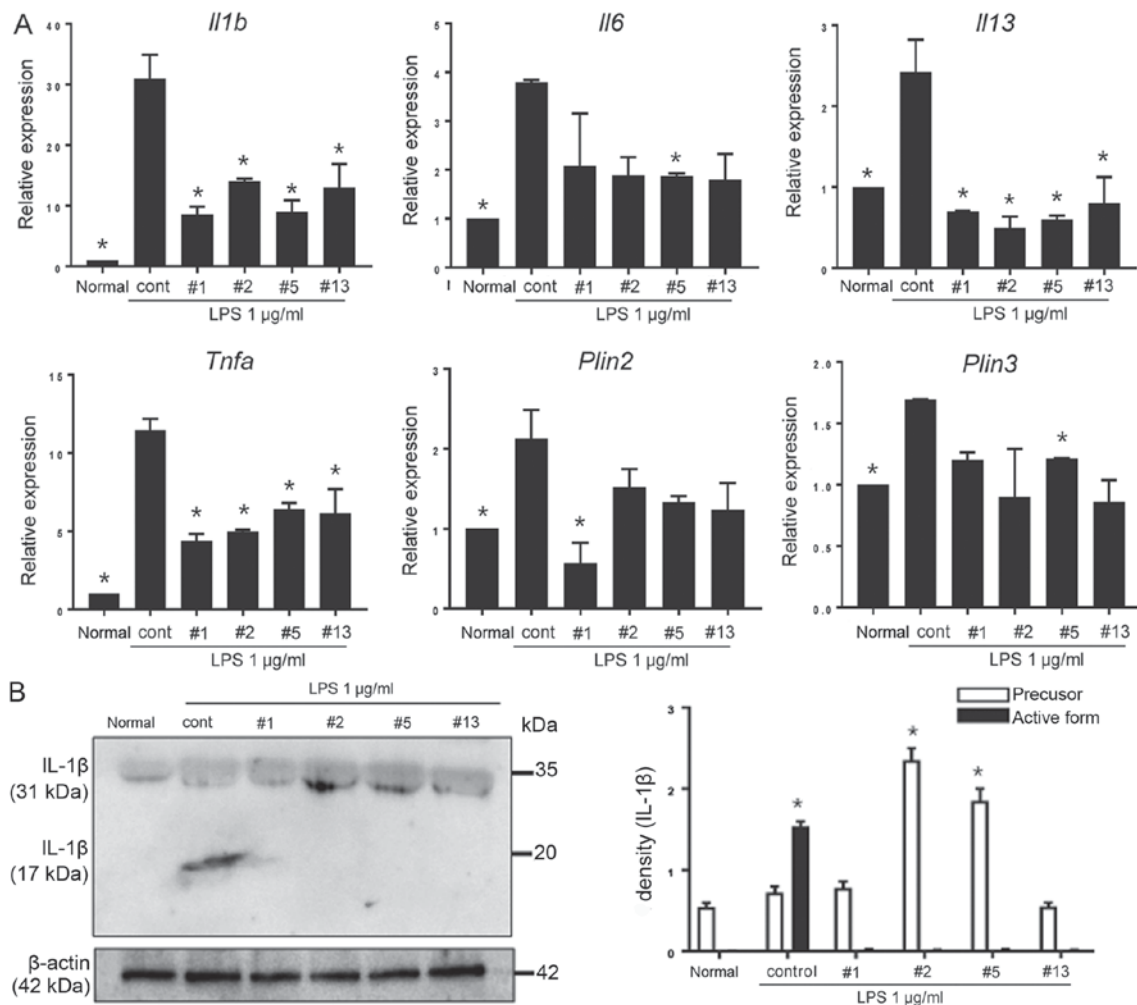 A
Il1b
Relative expression
40
30
20
10
0
* * * * *
Normal cont #1 #2 #5 #13
LPS 1 µg/ml
Il6
Relative expression
6
4
2
1
0
* *
Normal cont #1 #2 #5 #13
LPS 1 µg/ml
Il13
Relative expression
3
2
1
0
* * * * *
Normal cont #1 #2 #5 #13
LPS 1 µg/ml
Tnfa
Relative expression
15
10
5
0
* * * * *
Normal cont #1 #2 #5 #13
LPS 1 µg/ml
Plin2
Relative expression
3
2
1
0
* *
Normal cont #1 #2 #5 #13
LPS 1 µg/ml
Plin3
Relative expression
2.0
1.5
1.0
0.5
0.0
* *
Normal cont #1 #2 #5 #13
LPS 1 µg/ml
B
LPS 1 µg/ml
Normal cont #1 #2 #5 #13 kDa
IL-1β
(31 kDa)
35
IL-1β
(17 kDa)
20
β-actin
(42 kDa)
42
Precusor
Active form
density (IL-1β)
3
2
1
0
* * *
Normal control #1 #2 #5 #13
LPS 1 µg/ml